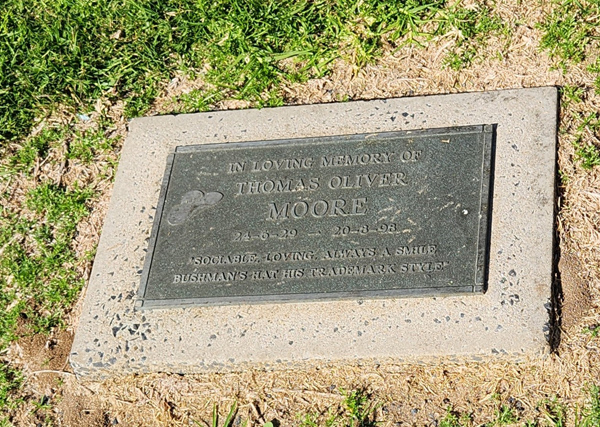 IN LOVING MEMORY OF
THOMAS OLIVER
MOORE
24-6-29 — 20-8-98
"SOCIABLE, LOVING, ALWAYS A SMILE
BUSHMAN'S HAT HIS TRADEMARK STYLE"